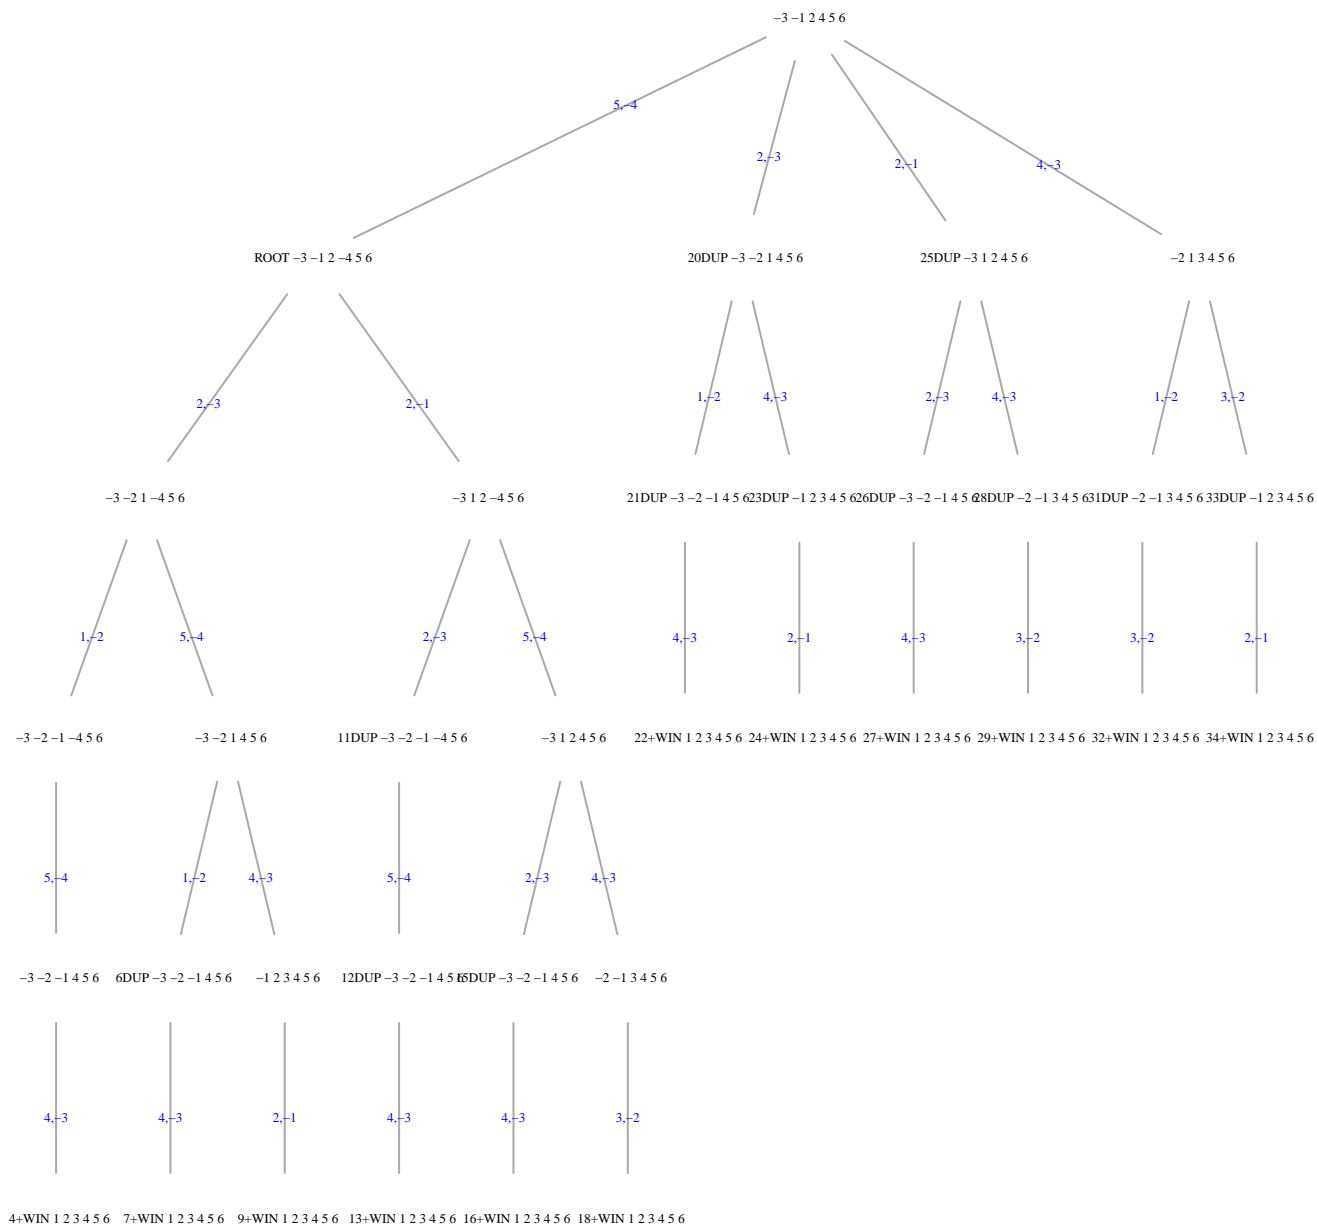 −3 −1 2 4 5 6
5,−4
2,−3
2,−1
4,−3
ROOT −3 −1 2 −4 5 6
20DUP −3 −2 1 4 5 6
25DUP −3 1 2 4 5 6
−2 1 3 4 5 6
2,−3
2,−1
1,−2
4,−3
2,−3
4,−3
1,−2
3,−2
−3 −2 1 −4 5 6
−3 1 2 −4 5 6
21DUP −3 −2 −1 4 5 6
23DUP −1 2 3 4 5 6
26DUP −3 −2 −1 4 5 6
28DUP −2 −1 3 4 5 6
31DUP −2 −1 3 4 5 6
33DUP −1 2 3 4 5 6
1,−2
5,−4
2,−3
5,−4
4,−3
2,−1
4,−3
3,−2
3,−2
2,−1
−3 −2 −1 −4 5 6
−3 −2 1 4 5 6
11DUP −3 −2 −1 −4 5 6
−3 1 2 4 5 6
22+WIN 1 2 3 4 5 6
24+WIN 1 2 3 4 5 6
27+WIN 1 2 3 4 5 6
29+WIN 1 2 3 4 5 6
32+WIN 1 2 3 4 5 6
34+WIN 1 2 3 4 5 6
5,−4
1,−2
4,−3
5,−4
2,−3
4,−3
−3 −2 −1 4 5 6
6DUP −3 −2 −1 4 5 6
−1 2 3 4 5 6
12DUP −3 −2 −1 4 5 6
15DUP −3 −2 −1 4 5 6
−2 −1 3 4 5 6
4,−3
4,−3
2,−1
4,−3
4,−3
3,−2
4+WIN 1 2 3 4 5 6
7+WIN 1 2 3 4 5 6
9+WIN 1 2 3 4 5 6
13+WIN 1 2 3 4 5 6
16+WIN 1 2 3 4 5 6
18+WIN 1 2 3 4 5 6